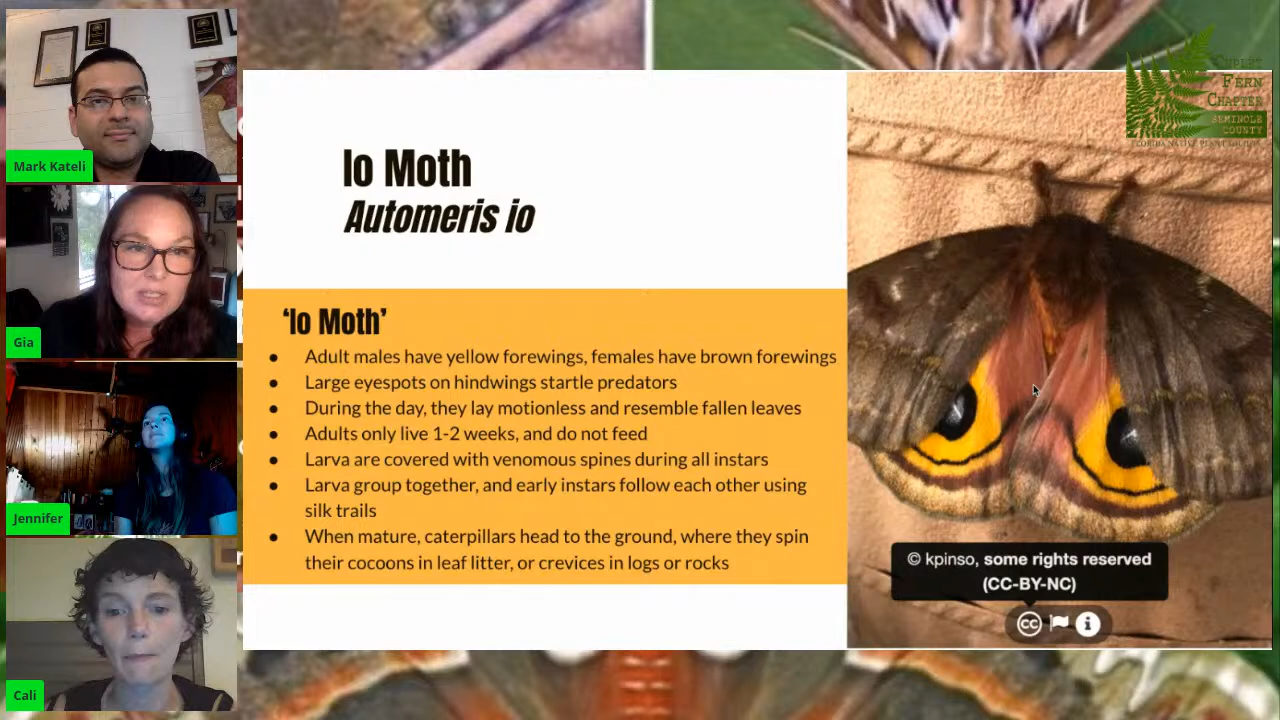 Mark Kateli
Gia
Jennifer
Cali
Io Moth
Automeris io
‘Io Moth’
● Adult males have yellow forewings, females have brown forewings
● Large eyespots on hindwings startle predators
● During the day, they lay motionless and resemble fallen leaves
● Adults only live 1-2 weeks, and do not feed
● Larva are covered with venomous spines during all instars
● Larva group together, and early instars follow each other using
silk trails
● When mature, caterpillars head to the ground, where they spin
their cocoons in leaf litter, or crevices in logs or rocks
Cuplet
Fern
Chapter
Seminole
County
© kpinso, some rights reserved
(CC-BY-NC)
cc
i